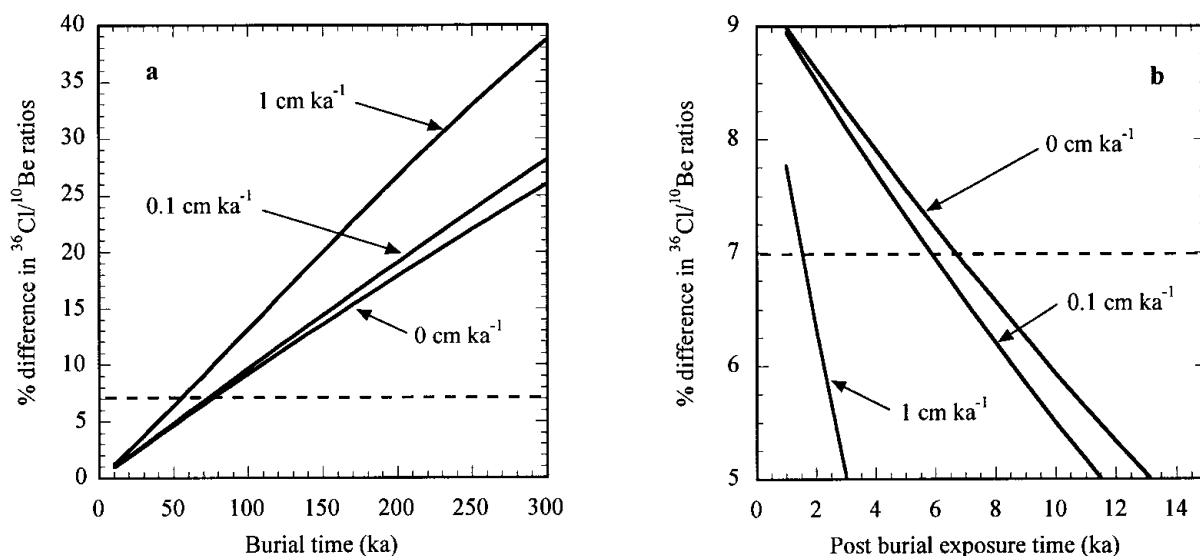 a
% difference in ³⁶Cl/¹⁰Be ratios
40
35
30
25
20
15
10
5
0
1 cm ka⁻¹
0.1 cm ka⁻¹
0 cm ka⁻¹
0 50 100 150 200 250 300
Burial time (ka)
b
% difference in ³⁶Cl/¹⁰Be ratios
9
8
7
6
5
0 cm ka⁻¹
0.1 cm ka⁻¹
1 cm ka⁻¹
0 2 4 6 8 10 12 14
Post burial exposure time (ka)